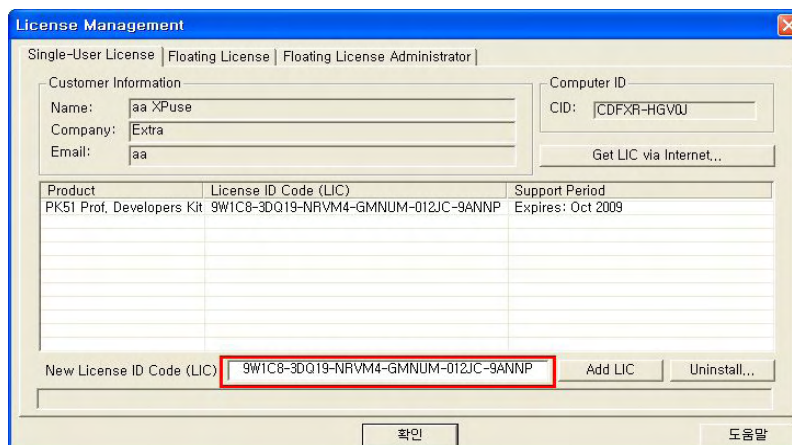 License Management
Single-User License Floating License Floating License Administrator
Customer Information
Name: aa XPuse
Company: Extra
Email: aa
Computer ID
CID: CDFXR-HGV0J
Get LIC via Internet...
Product License ID Code (LIC) Support Period
PK51 Prof. Developers Kit 9W1C8-3DQ19-NRVM4-GMNUM-012JC-9ANNP Expires: Oct 2009
New License ID Code (LIC) 9W1C8-3DQ19-NRVM4-GMNUM-012JC-9ANNP Add LIC Uninstall...
확인 도움말